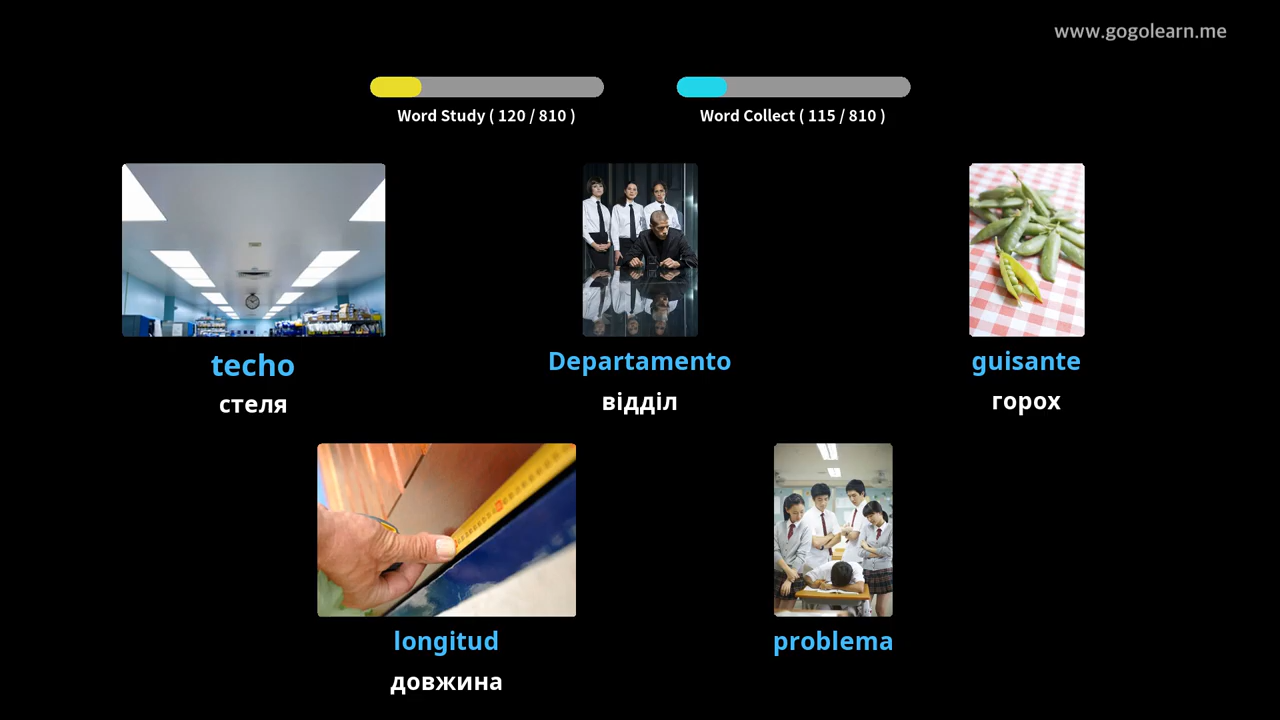 www.gogolearn.me
Word Study ( 120 / 810 )
Word Collect ( 115 / 810 )
techo
стеля
Departamento
відділ
guisante
горох
longitud
довжина
problema